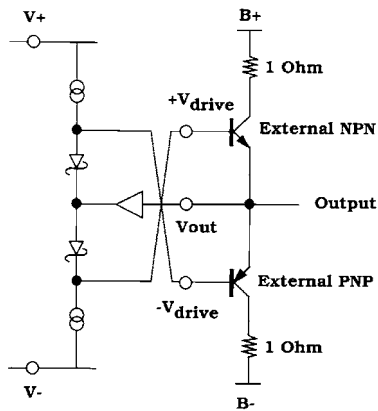 V+
B+
1 Ohm
+Vdrive
External NPN
Vout
Output
External PNP
-Vdrive
1 Ohm
V-
B-